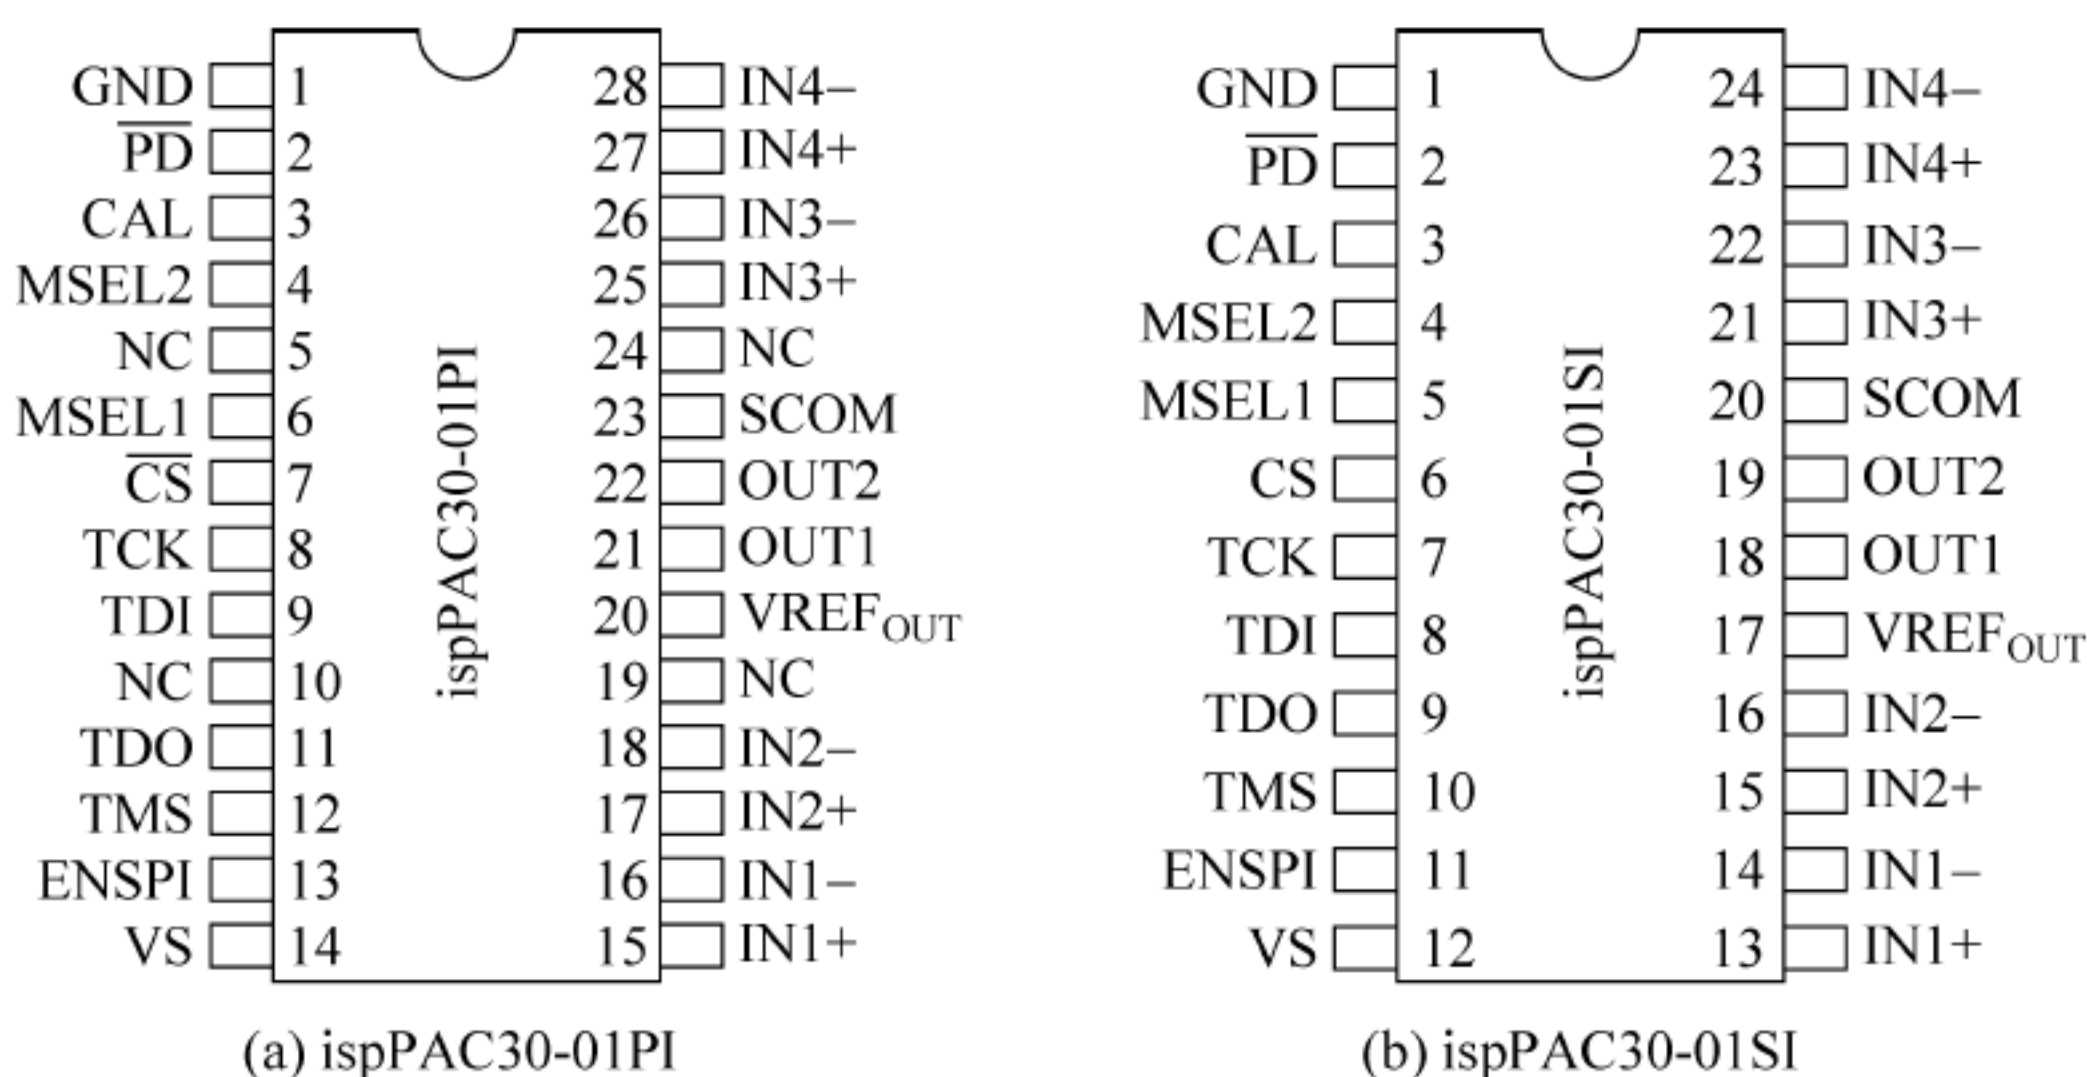 GND 1 28 IN4–
P̅D̅ 2 27 IN4+
CAL 3 26 IN3–
MSEL2 4 25 IN3+
NC 5 24 NC
MSEL1 6 23 SCOM
C̅S̅ 7 22 OUT2
TCK 8 21 OUT1
TDI 9 20 VREFOUT
NC 10 19 NC
TDO 11 18 IN2–
TMS 12 17 IN2+
ENSPI 13 16 IN1–
VS 14 15 IN1+
ispPAC30-01PI
(a) ispPAC30-01PI
GND 1 24 IN4–
P̅D̅ 2 23 IN4+
CAL 3 22 IN3–
MSEL2 4 21 IN3+
MSEL1 5 20 SCOM
CS 6 19 OUT2
TCK 7 18 OUT1
TDI 8 17 VREFOUT
TDO 9 16 IN2–
TMS 10 15 IN2+
ENSPI 11 14 IN1–
VS 12 13 IN1+
ispPAC30-01SI
(b) ispPAC30-01SI